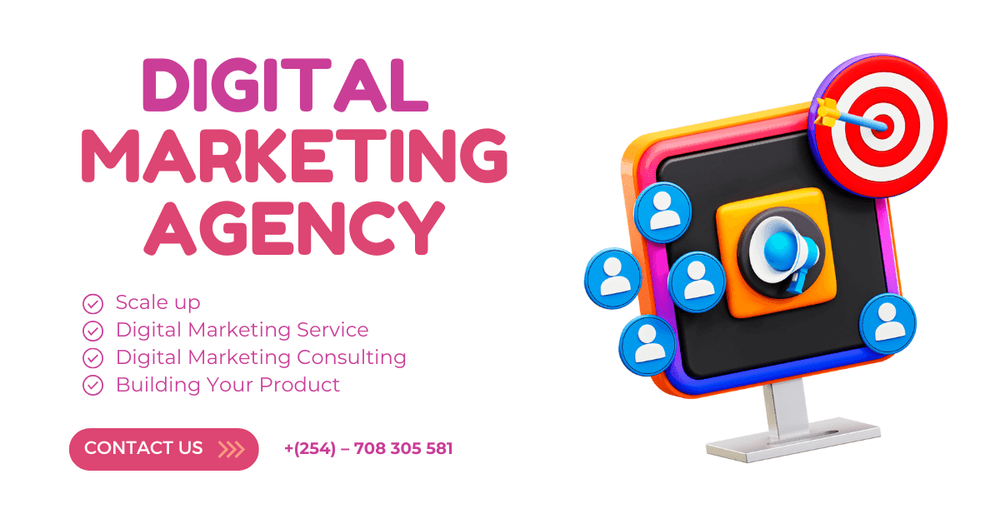 DIGITAL
MARKETING
AGENCY
Scale up
Digital Marketing Service
Digital Marketing Consulting
Building Your Product
CONTACT US
+(254) – 708 305 581